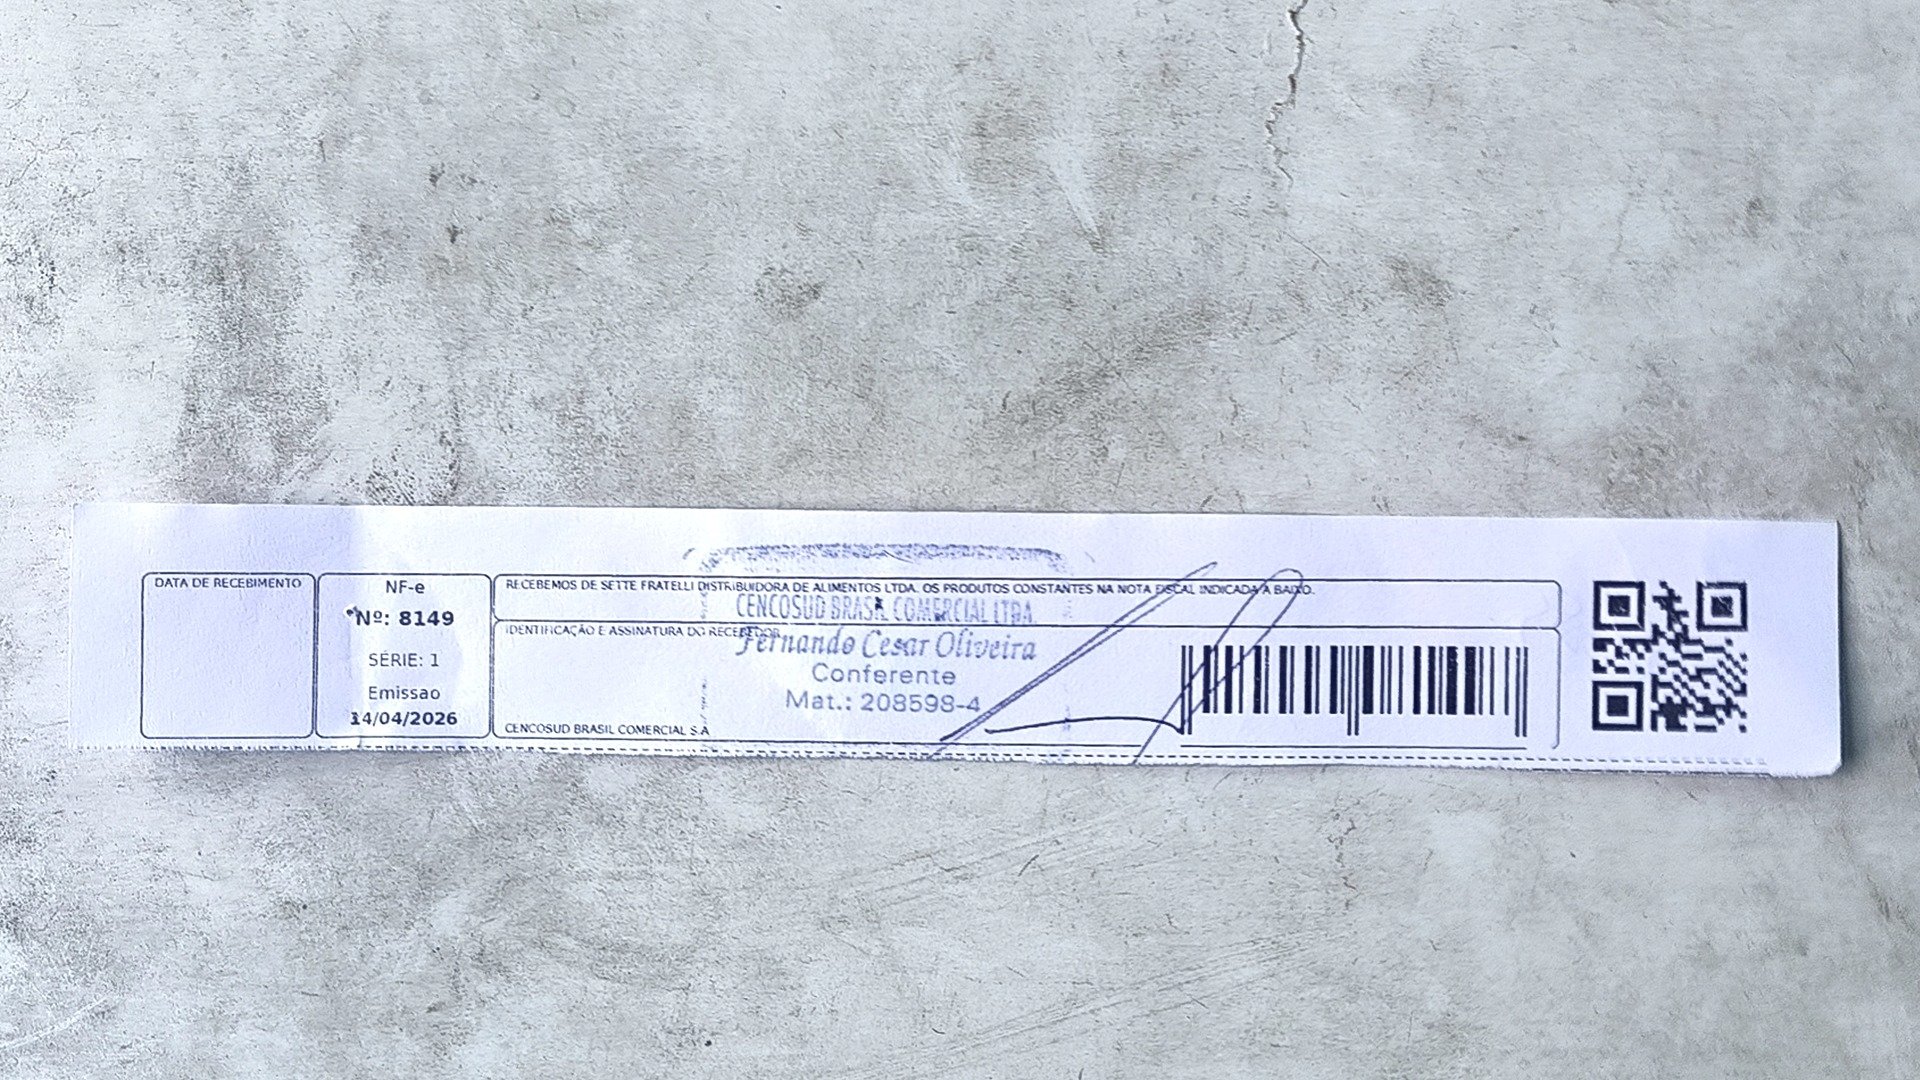 DATA DE RECEBIMENTO
NF-e
Nº: 8149
SÉRIE: 1
Emissao
14/04/2026
RECEBEMOS DE SETTE FRATELLI DISTRIBUIDORA DE ALIMENTOS LTDA. OS PRODUTOS CONSTANTES NA NOTA FISCAL INDICADA A BAIXO.
CENCOSUD BRASIL COMERCIAL LTDA.
IDENTIFICAÇÃO E ASSINATURA DO RECEBEDOR
Fernando Cesar Oliveira
Conferente
Mat.: 208598-4
CENCOSUD BRASIL COMERCIAL S.A